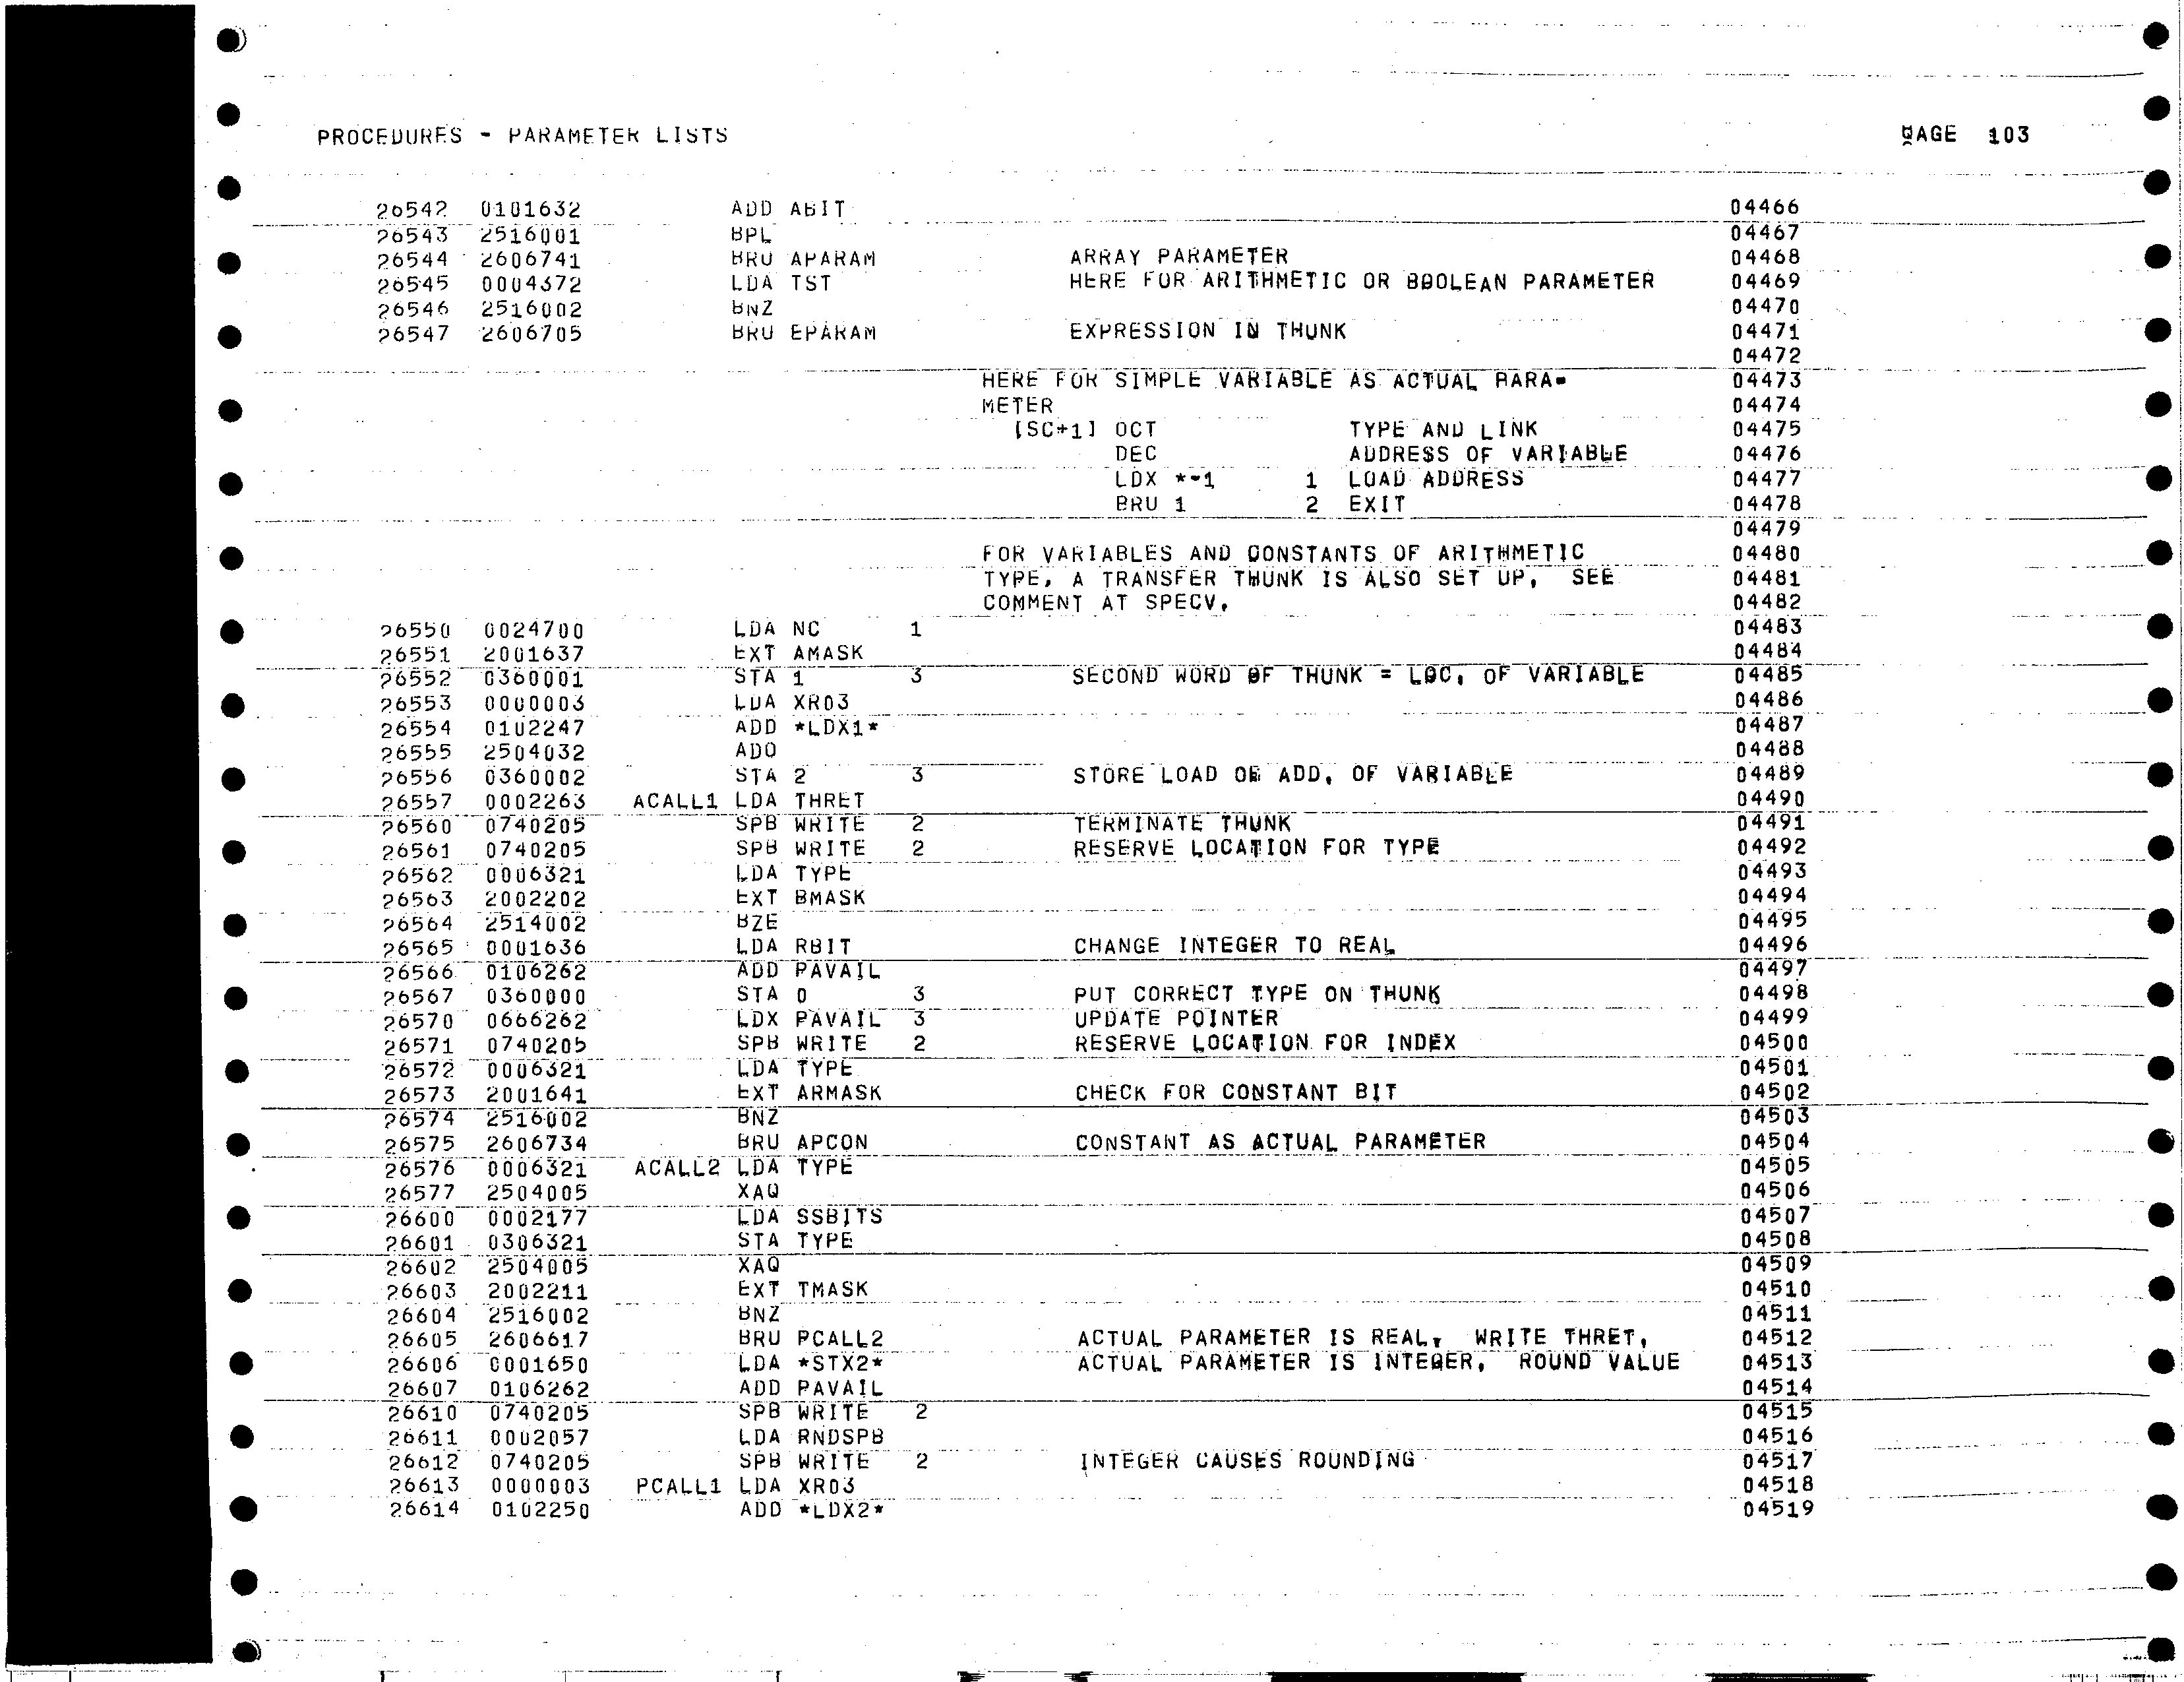 PROCEDURES - PARAMETER LISTS PAGE 103
26542 0101632 ADD ABIT 04466
26543 2516001 BPL 04467
26544 2606741 BRU APARAM ARRAY PARAMETER 04468
26545 0004372 LDA TST HERE FOR ARITHMETIC OR BOOLEAN PARAMETER 04469
26546 2516002 BNZ 04470
26547 2606705 BRU EPARAM EXPRESSION IN THUNK 04471
04472
HERE FOR SIMPLE VARIABLE AS ACTUAL PARA- 04473
METER 04474
[SC+1] OCT TYPE AND LINK 04475
DEC ADDRESS OF VARIABLE 04476
LDX *-1 1 LOAD ADDRESS 04477
BRU 1 2 EXIT 04478
04479
FOR VARIABLES AND CONSTANTS OF ARITHMETIC 04480
TYPE, A TRANSFER THUNK IS ALSO SET UP, SEE 04481
COMMENT AT SPECV. 04482
26550 0024700 LDA NC 1 04483
26551 2001637 EXT AMASK 04484
26552 0360001 STA 1 3 SECOND WORD OF THUNK = LOC. OF VARIABLE 04485
26553 0000003 LDA XR03 04486
26554 0102247 ADD *LDX1* 04487
26555 2504032 ADO 04488
26556 0360002 STA 2 3 STORE LOAD OF ADD. OF VARIABLE 04489
26557 0002263 ACALL1 LDA THRET 04490
26560 0740205 SPB WRITE 2 TERMINATE THUNK 04491
26561 0740205 SPB WRITE 2 RESERVE LOCATION FOR TYPE 04492
26562 0006321 LDA TYPE 04493
26563 2002202 EXT BMASK 04494
26564 2514002 BZE 04495
26565 0001636 LDA RBIT CHANGE INTEGER TO REAL 04496
26566 0106262 ADD PAVAIL 04497
26567 0360000 STA 0 3 PUT CORRECT TYPE ON THUNK 04498
26570 0666262 LDX PAVAIL 3 UPDATE POINTER 04499
26571 0740205 SPB WRITE 2 RESERVE LOCATION FOR INDEX 04500
26572 0006321 LDA TYPE 04501
26573 2001641 EXT ARMASK CHECK FOR CONSTANT BIT 04502
26574 2516002 BNZ 04503
26575 2606734 BRU APCON CONSTANT AS ACTUAL PARAMETER 04504
26576 0006321 ACALL2 LDA TYPE 04505
26577 2504005 XAQ 04506
26600 0002177 LDA SSBITS 04507
26601 0306321 STA TYPE 04508
26602 2504005 XAQ 04509
26603 2002211 EXT TMASK 04510
26604 2516002 BNZ 04511
26605 2606617 BRU PCALL2 ACTUAL PARAMETER IS REAL, WRITE THRET. 04512
26606 0001650 LDA *STX2* ACTUAL PARAMETER IS INTEGER, ROUND VALUE 04513
26607 0106262 ADD PAVAIL 04514
26610 0740205 SPB WRITE 2 04515
26611 0002057 LDA RNDSPB 04516
26612 0740205 SPB WRITE 2 INTEGER CAUSES ROUNDING 04517
26613 0000003 PCALL1 LDA XR03 04518
26614 0102250 ADD *LDX2* 04519